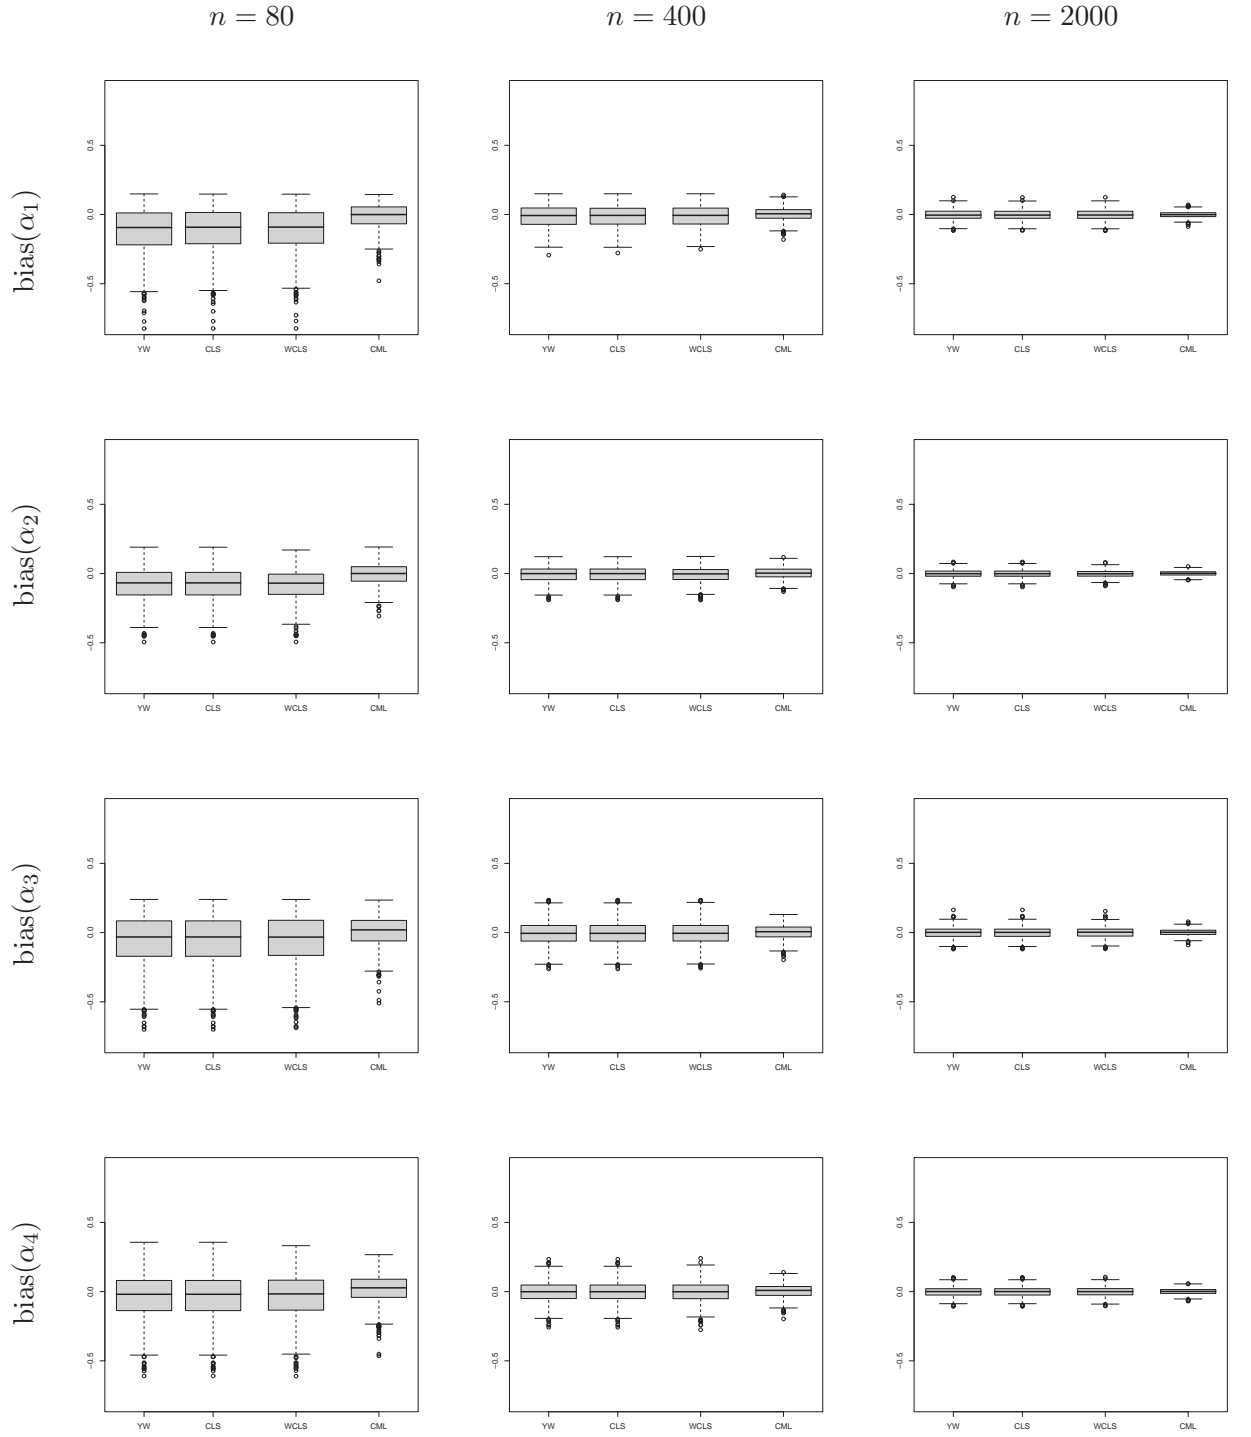 n = 80 n = 400 n = 2000
bias(α₁)
0.5 0.5 0.5
0.0 0.0 0.0
−0.5 −0.5 −0.5
YW CLS WCLS CML YW CLS WCLS CML YW CLS WCLS CML
bias(α₂)
0.5 0.5 0.5
0.0 0.0 0.0
−0.5 −0.5 −0.5
YW CLS WCLS CML YW CLS WCLS CML YW CLS WCLS CML
bias(α₃)
0.5 0.5 0.5
0.0 0.0 0.0
−0.5 −0.5 −0.5
YW CLS WCLS CML YW CLS WCLS CML YW CLS WCLS CML
bias(α₄)
0.5 0.5 0.5
0.0 0.0 0.0
−0.5 −0.5 −0.5
YW CLS WCLS CML YW CLS WCLS CML YW CLS WCLS CML